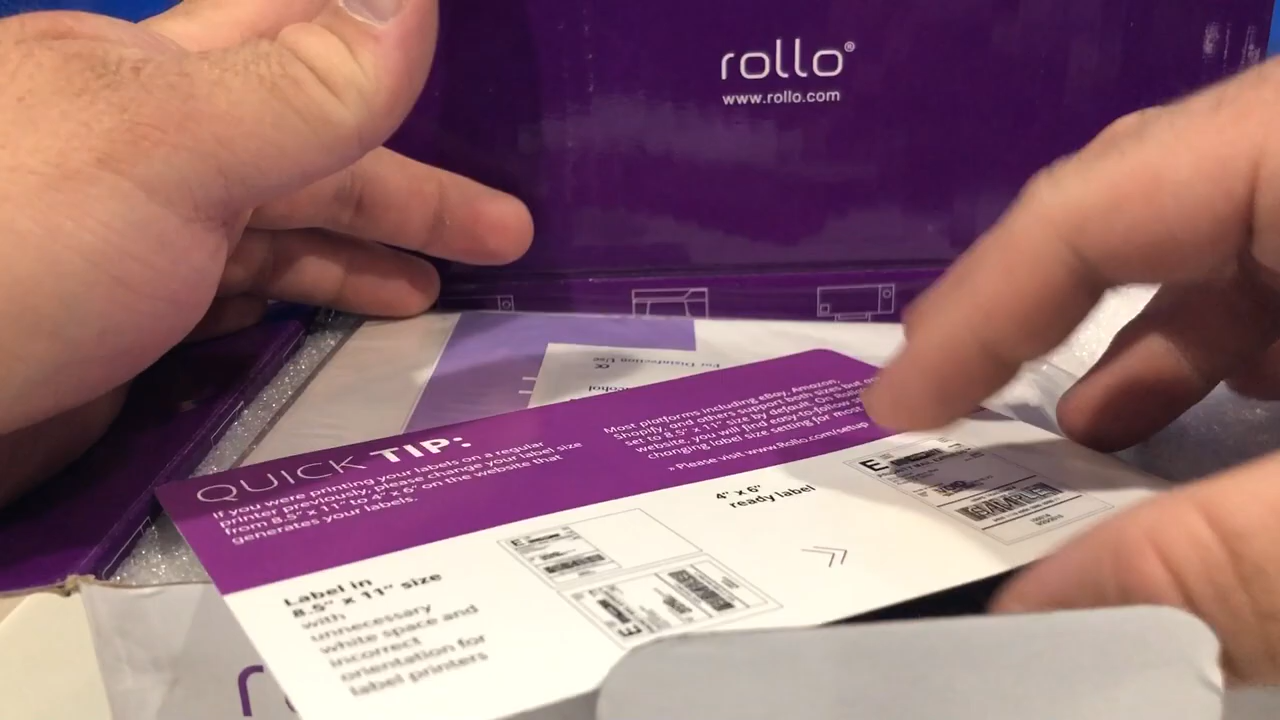 rollo®
www.rollo.com
For Disinfection Use
QUICK TIP:
If you were printing your labels on a regular
printer previously, please change your label size
from 8.5" x 11" to 4" x 6" on the website that
generates your labels.
Most platforms including eBay, Amazon,
Shopify, and others support both sizes but
set to 8.5" x 11" by default. On
website, you will find easy-to-follow
changing label size setting for most
» Please visit www.Rollo.com/setup
4" x 6"
ready label
E
SAMPLE
Label in
8.5" x 11" size
with
unnecessary
white space and
incorrect
orientation for
label printers
E